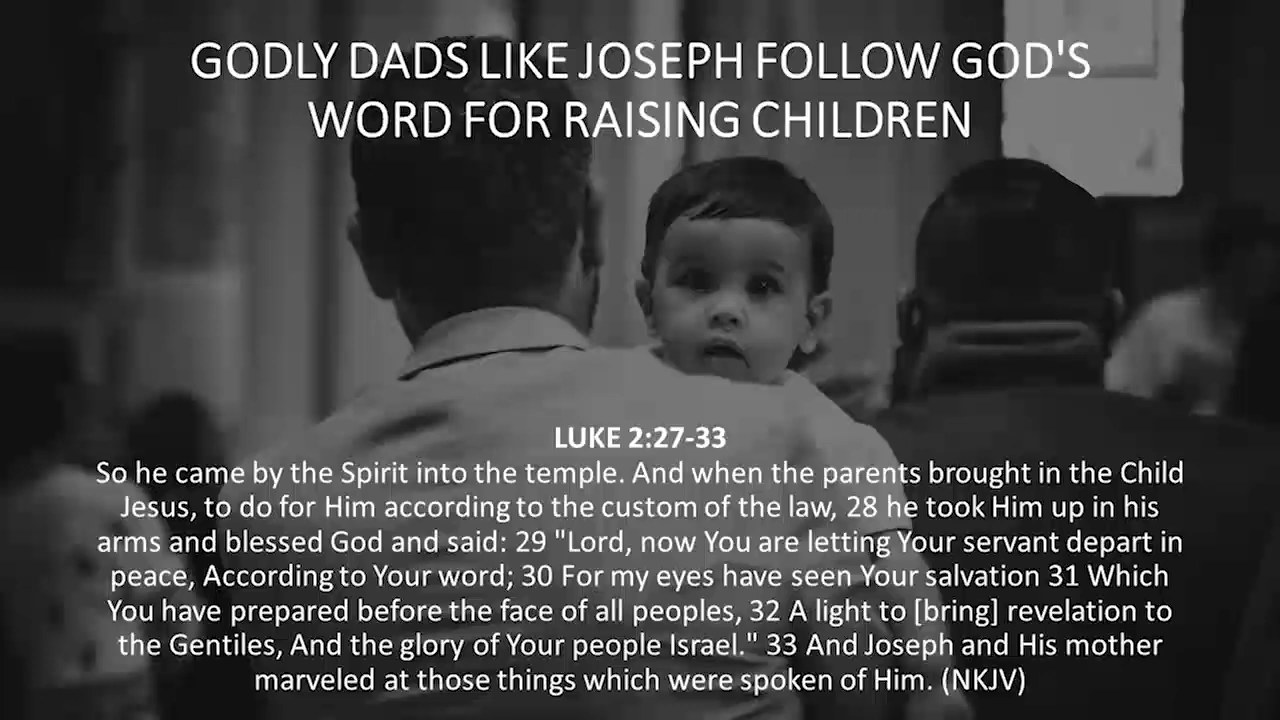 GODLY DADS LIKE JOSEPH FOLLOW GOD'S
WORD FOR RAISING CHILDREN
LUKE 2:27-33
So he came by the Spirit into the temple. And when the parents brought in the Child
Jesus, to do for Him according to the custom of the law, 28 he took Him up in his
arms and blessed God and said: 29 "Lord, now You are letting Your servant depart in
peace, According to Your word; 30 For my eyes have seen Your salvation 31 Which
You have prepared before the face of all peoples, 32 A light to [bring] revelation to
the Gentiles, And the glory of Your people Israel." 33 And Joseph and His mother
marveled at those things which were spoken of Him. (NKJV)